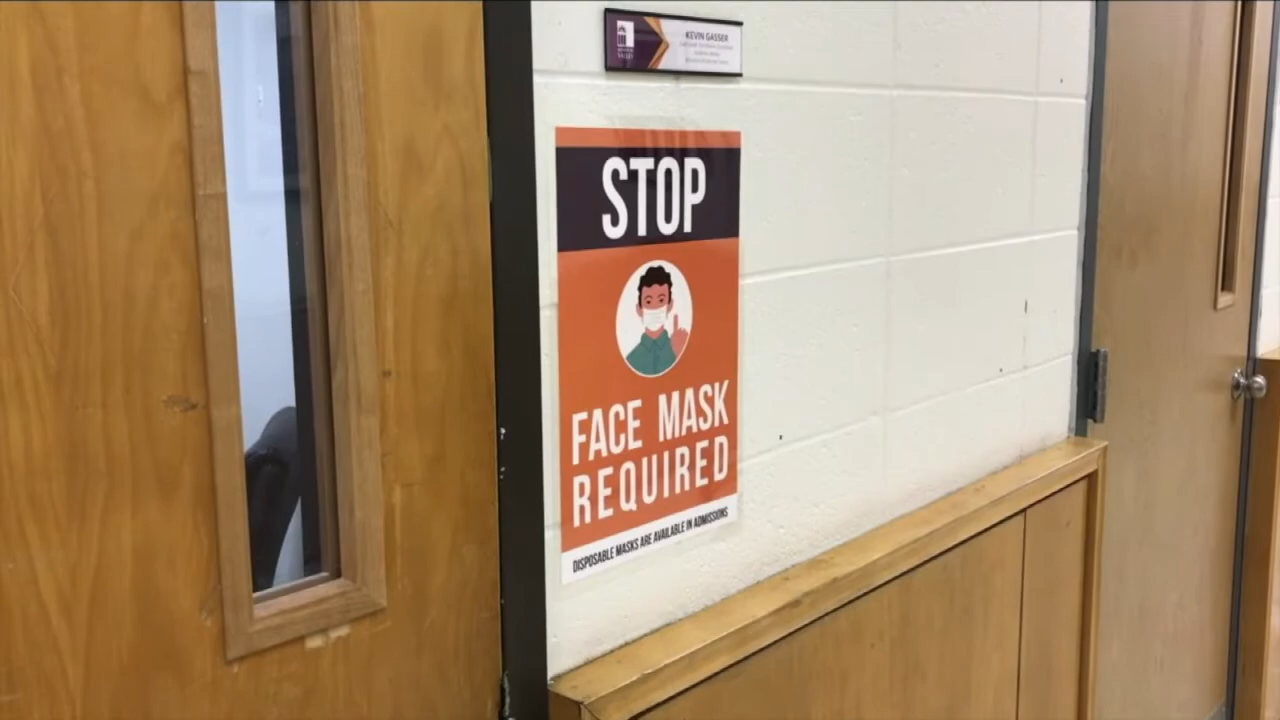 KEVIN GASSER
STOP
FACE MASK
REQUIRED
DISPOSABLE MASKS ARE AVAILABLE IN ADMISSIONS